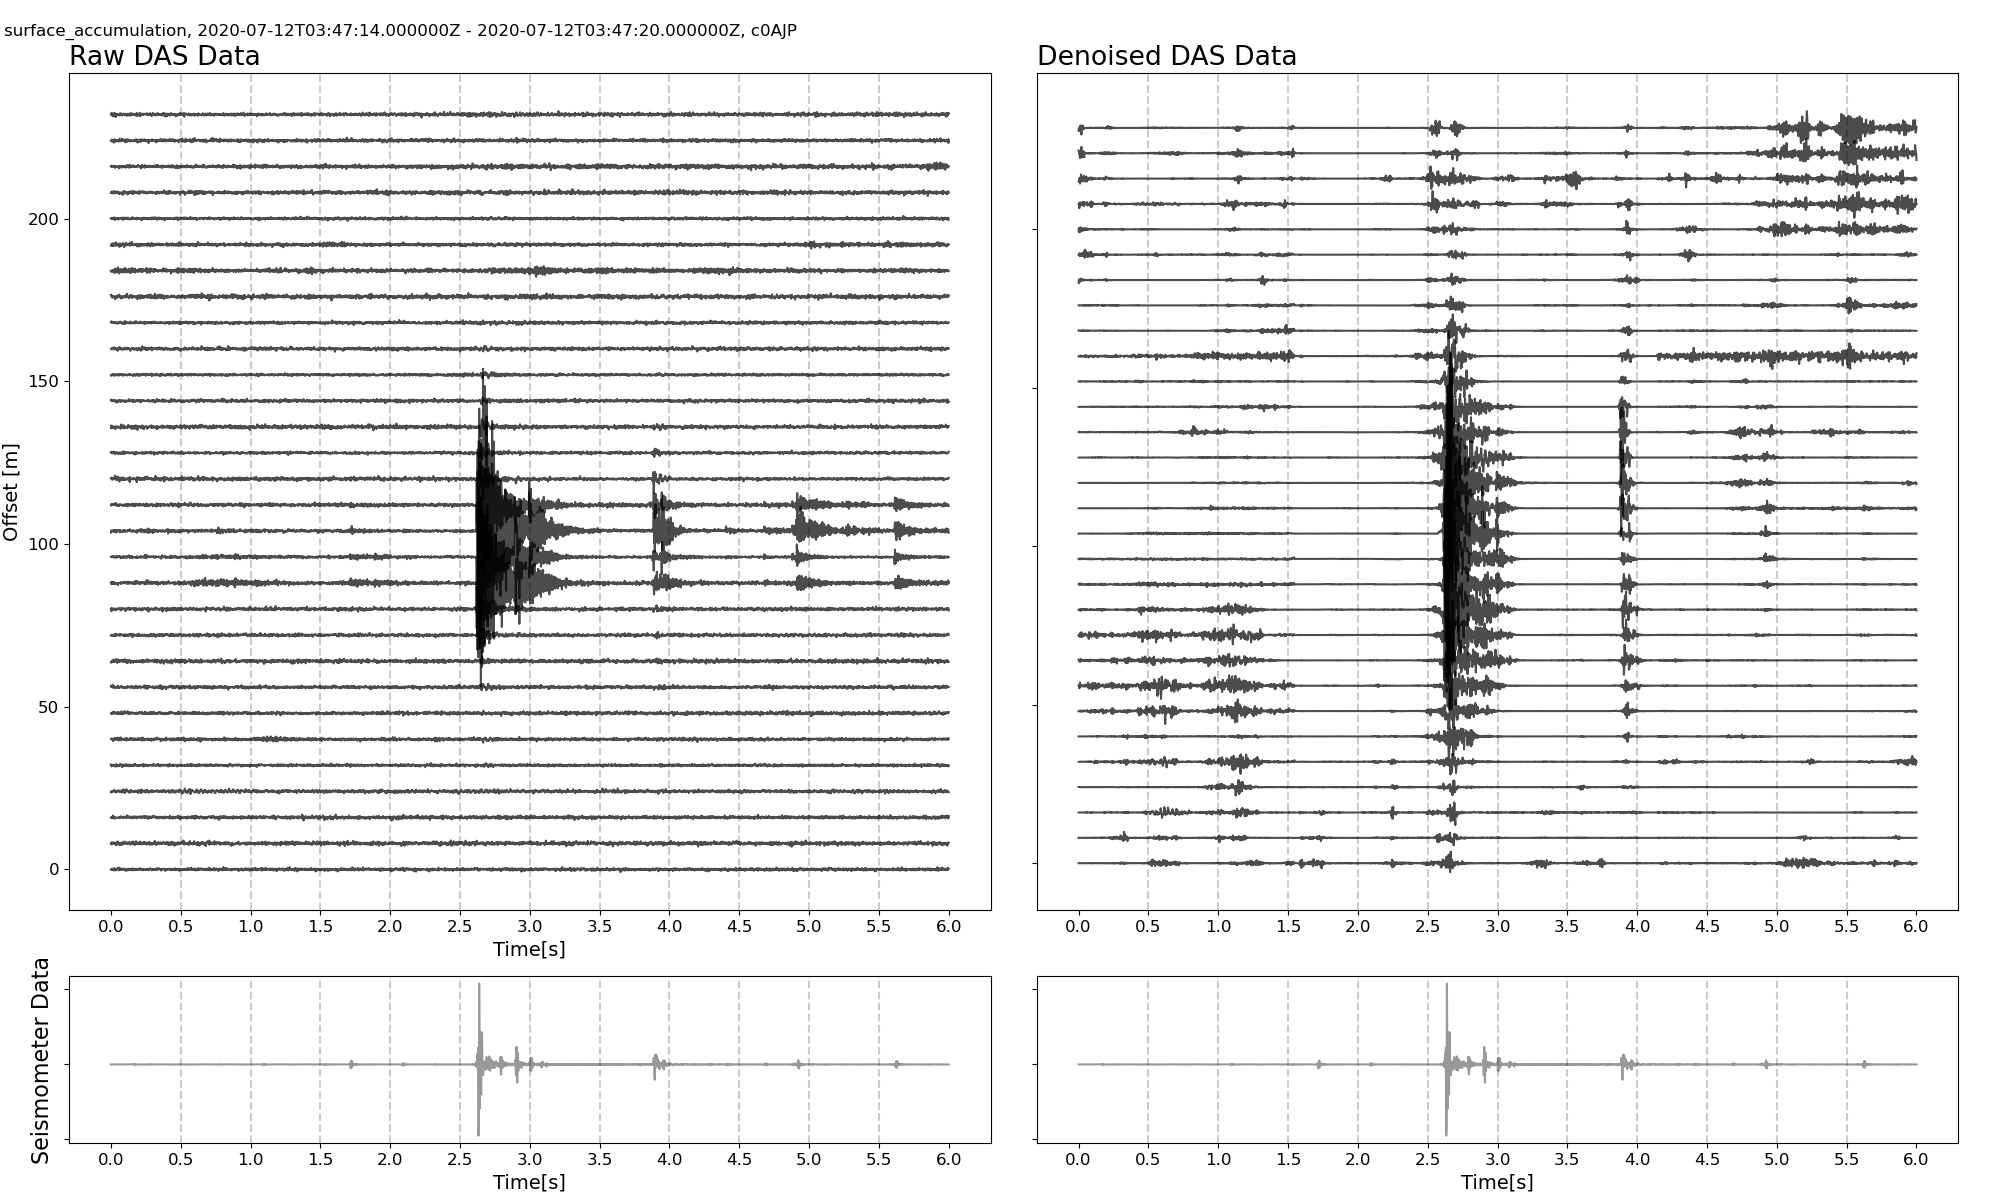 surface_accumulation, 2020-07-12T03:47:14.000000Z - 2020-07-12T03:47:20.000000Z, c0AJP
Raw DAS Data
Denoised DAS Data
Offset [m]
200
150
100
50
0
0.0 0.5 1.0 1.5 2.0 2.5 3.0 3.5 4.0 4.5 5.0 5.5 6.0
Time[s]
0.0 0.5 1.0 1.5 2.0 2.5 3.0 3.5 4.0 4.5 5.0 5.5 6.0
Seismometer Data
0.0 0.5 1.0 1.5 2.0 2.5 3.0 3.5 4.0 4.5 5.0 5.5 6.0
Time[s]
0.0 0.5 1.0 1.5 2.0 2.5 3.0 3.5 4.0 4.5 5.0 5.5 6.0
Time[s]